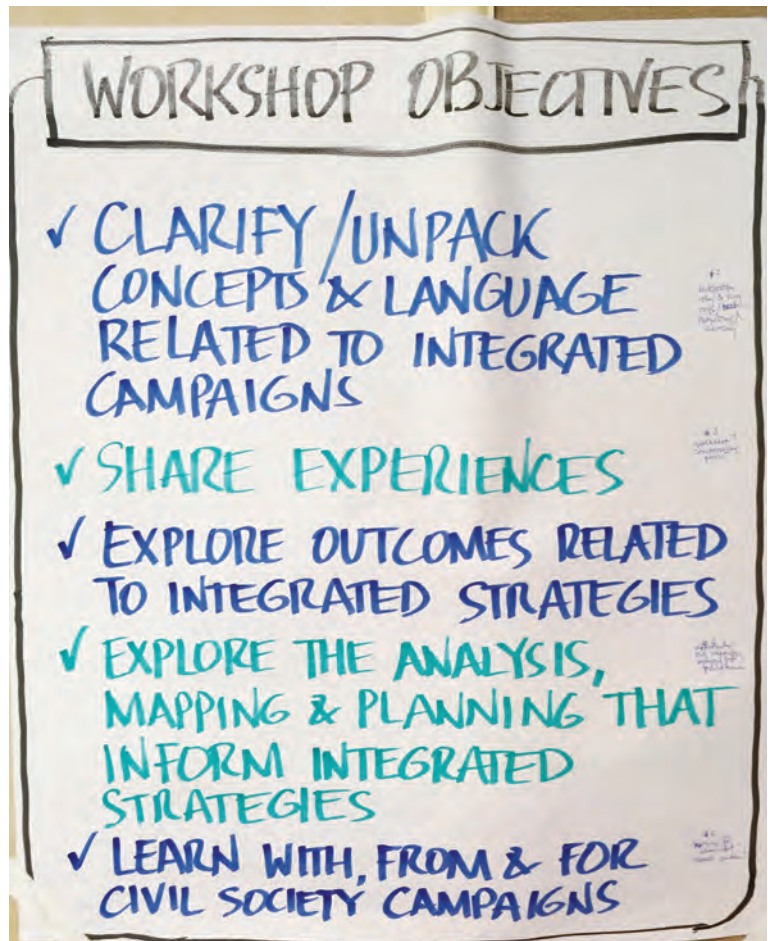 WORKSHOP OBJECTIVES
✓ CLARIFY/UNPACK
CONCEPTS & LANGUAGE
RELATED TO INTEGRATED
CAMPAIGNS
✓ SHARE EXPERIENCES
✓ EXPLORE OUTCOMES RELATED
TO INTEGRATED STRATEGIES
✓ EXPLORE THE ANALYSIS,
MAPPING & PLANNING THAT
INFORM INTEGRATED
STRATEGIES
✓ LEARN WITH, FROM & FOR
CIVIL SOCIETY CAMPAIGNS